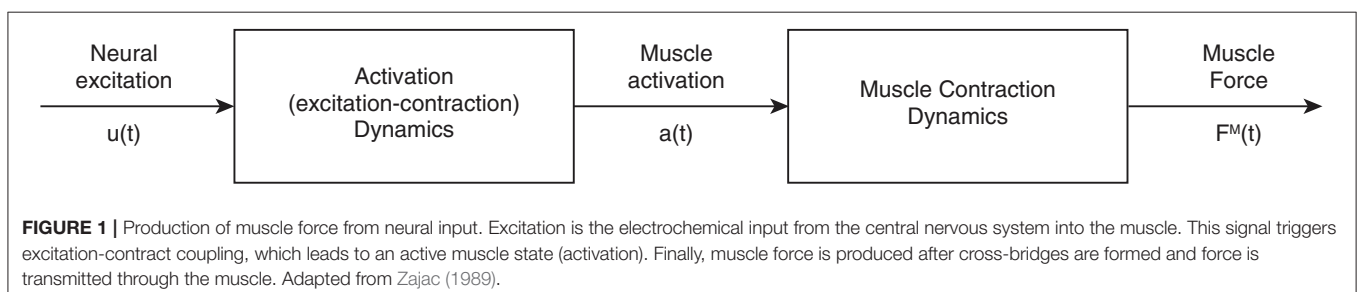 Neural
excitation
u(t)
Activation
(excitation-contraction)
Dynamics
Muscle
activation
a(t)
Muscle Contraction
Dynamics
Muscle
Force
Fᴹ(t)
FIGURE 1 | Production of muscle force from neural input. Excitation is the electrochemical input from the central nervous system into the muscle. This signal triggers
excitation-contract coupling, which leads to an active muscle state (activation). Finally, muscle force is produced after cross-bridges are formed and force is
transmitted through the muscle. Adapted from Zajac (1989).